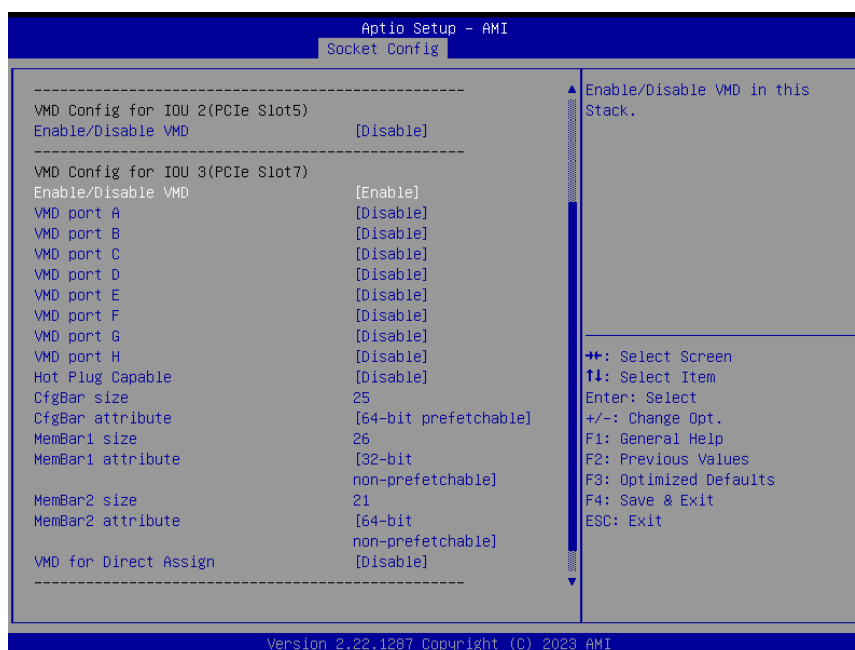 Aptio Setup – AMI
Socket Config
------------------------------------------------
VMD Config for IOU 2(PCIe Slot5)
Enable/Disable VMD [Disable]
------------------------------------------------
VMD Config for IOU 3(PCIe Slot7)
Enable/Disable VMD [Enable]
VMD port A [Disable]
VMD port B [Disable]
VMD port C [Disable]
VMD port D [Disable]
VMD port E [Disable]
VMD port F [Disable]
VMD port G [Disable]
VMD port H [Disable]
Hot Plug Capable [Disable]
CfgBar size 25
CfgBar attribute [64-bit prefetchable]
MemBar1 size 26
MemBar1 attribute [32-bit
non-prefetchable]
MemBar2 size 21
MemBar2 attribute [64-bit
non-prefetchable]
VMD for Direct Assign [Disable]
------------------------------------------------
Enable/Disable VMD in this
Stack.
→←: Select Screen
↑↓: Select Item
Enter: Select
+/-: Change Opt.
F1: General Help
F2: Previous Values
F3: Optimized Defaults
F4: Save & Exit
ESC: Exit
Version 2.22.1287 Copyright (C) 2023 AMI